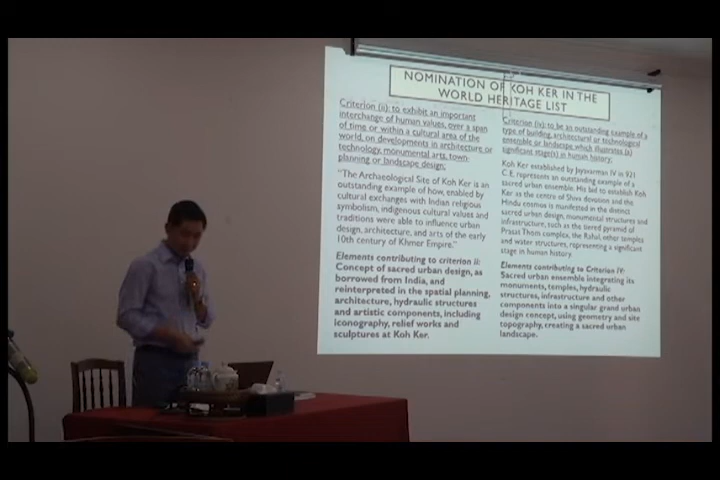 NOMINATION OF KOH KER IN THE
WORLD HERITAGE LIST
Criterion (ii): to exhibit an important
interchange of human values, over a span
of time or within a cultural area of the
world, on developments in architecture or
technology, monumental arts, town-
planning or landscape design;
"The Archaeological Site of Koh Ker is an
outstanding example of how, enabled by
cultural exchanges with Indian religious
symbolism, indigenous cultural values and
traditions were able to influence urban
design, architecture, and arts of the early
10th century of Khmer Empire."
Elements contributing to criterion ii:
Concept of sacred urban design, as
borrowed from India, and
reinterpreted in the spatial planning,
architecture, hydraulic structures
and artistic components, including
iconography, relief works and
sculptures at Koh Ker.
Criterion (iv): to be an outstanding example of a
type of building, architectural or technological
ensemble or landscape which illustrates (a)
significant stage(s) in human history;
Koh Ker established by Jayavarman IV in 921
C.E. represents an outstanding example of a
sacred urban ensemble. His bid to establish Koh
Ker as the centre of Shiva devotion and the
Hindu cosmos is manifested in the distinct
sacred urban design, monumental structures and
infrastructure, such as the tiered pyramid of
Prasat Thom complex, the Rahal, other temples
and water structures, representing a significant
stage in human history.
Elements contributing to Criterion IV:
Sacred urban ensemble integrating its
monuments, temples, hydraulic
structures, infrastructure and other
components into a singular grand urban
design concept, using geometry and site
topography, creating a sacred urban
landscape.